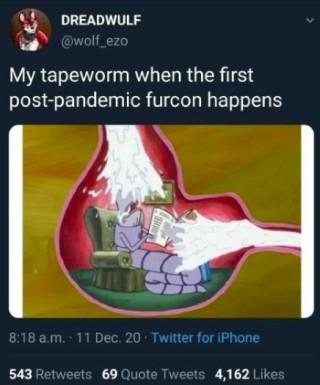 DREADWULF
@wolf_ezo
My tapeworm when the first
post-pandemic furcon happens
8:18 a.m. · 11 Dec. 20 · Twitter for iPhone
543 Retweets 69 Quote Tweets 4,162 Likes